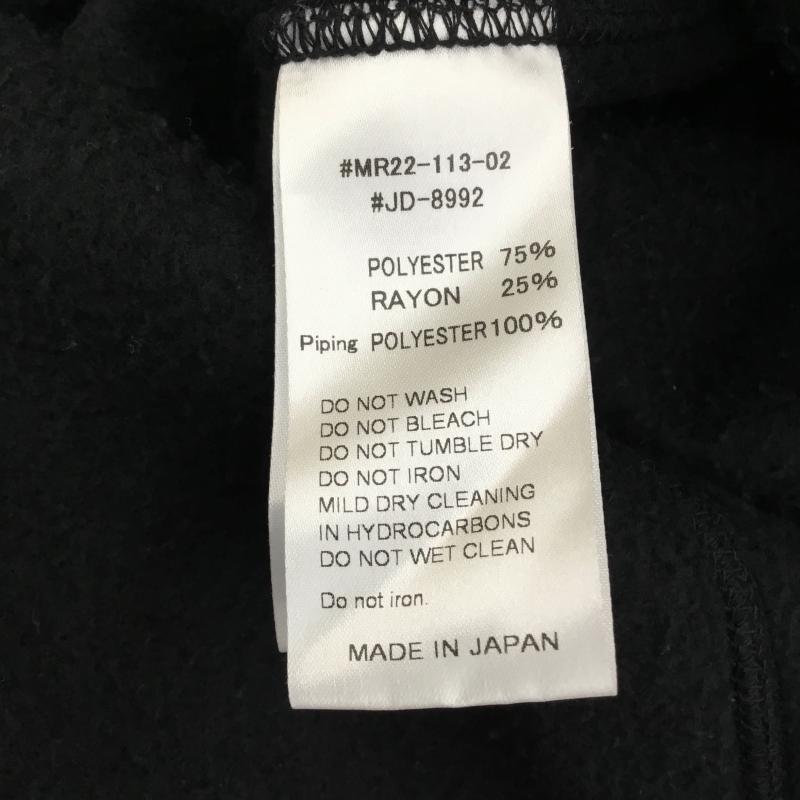 #MR22-113-02
#JD-8992
POLYESTER 75%
RAYON 25%
Piping POLYESTER 100%
DO NOT WASH
DO NOT BLEACH
DO NOT TUMBLE DRY
DO NOT IRON
MILD DRY CLEANING
IN HYDROCARBONS
DO NOT WET CLEAN
Do not iron.
MADE IN JAPAN